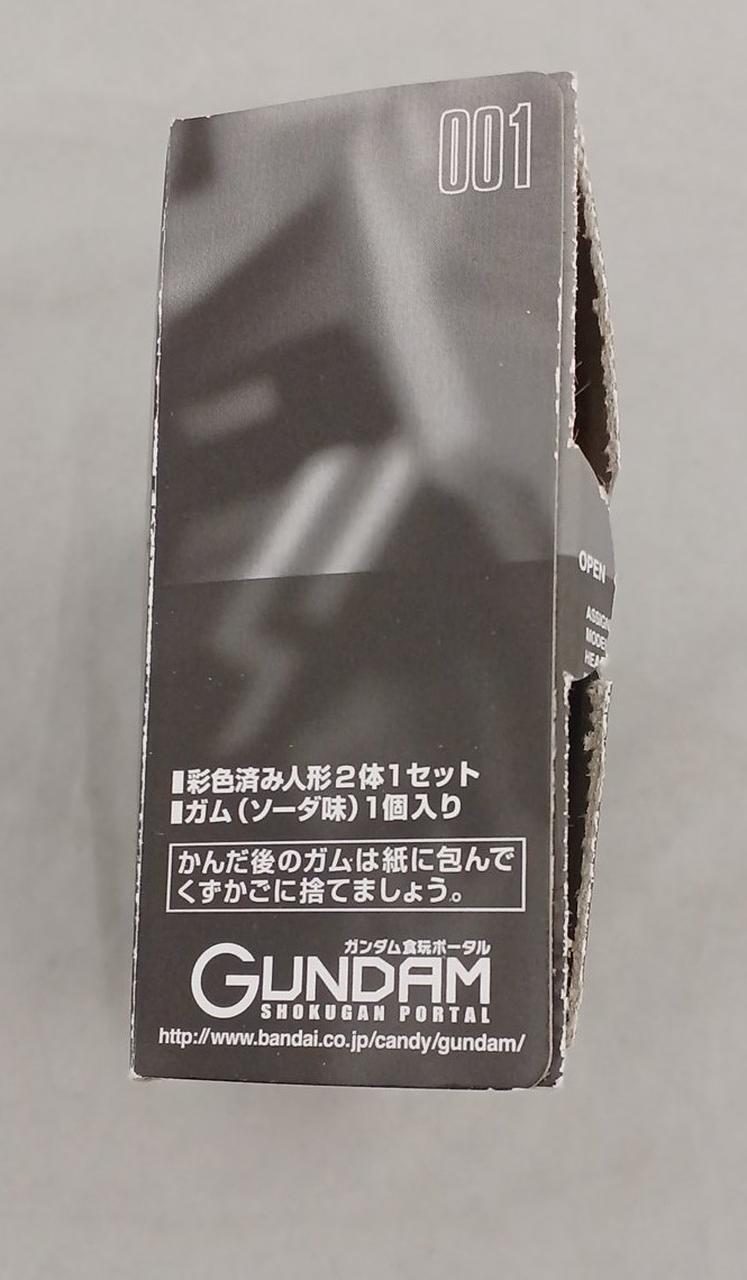 001
OPEN
▮彩色済み人形2体1セット
▮ガム(ソーダ味)1個入り
かんだ後のガムは紙に包んで
くずかごに捨てましょう。
ガンダム食玩ポータル
GUNDAM
SHOKUGAN PORTAL
http://www.bandai.co.jp/candy/gundam/